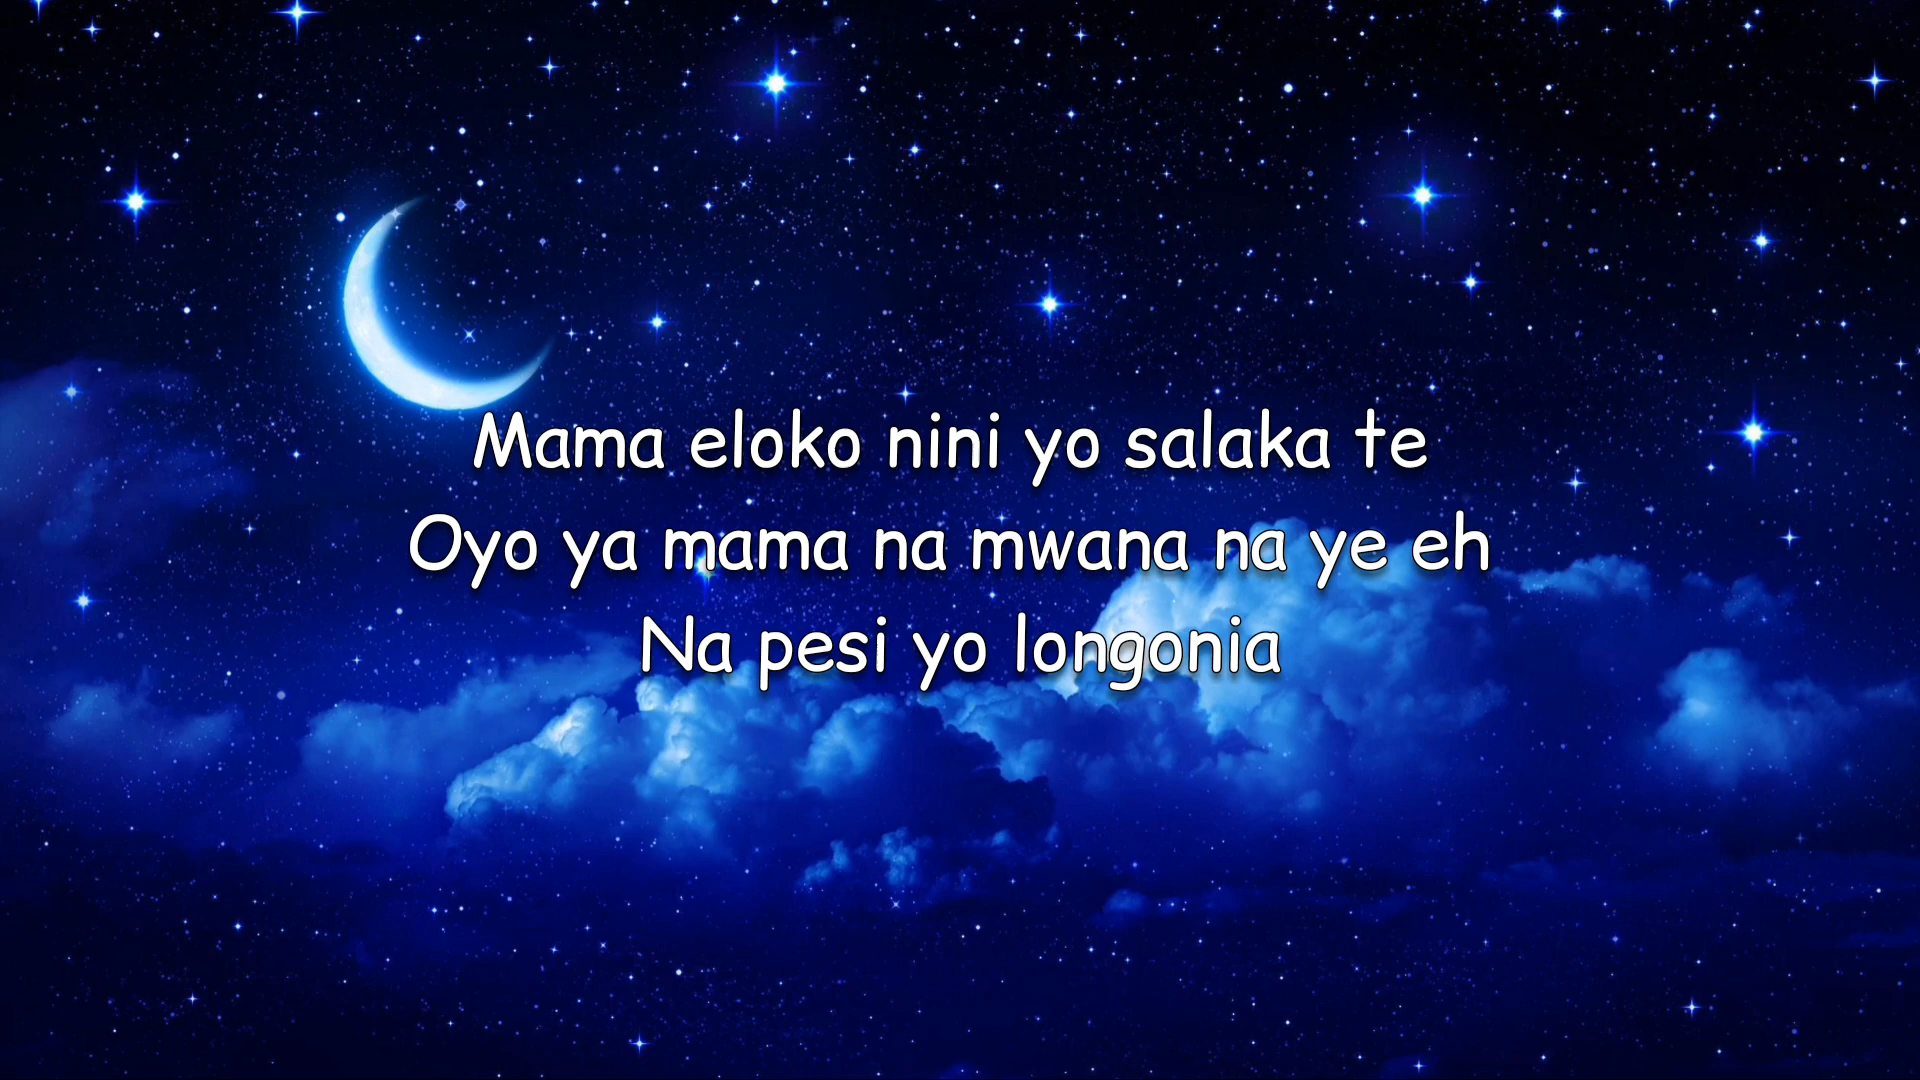 Mama eloko nini yo salaka te
Oyo ya mama na mwana na ye eh
Na pesi yo longonia